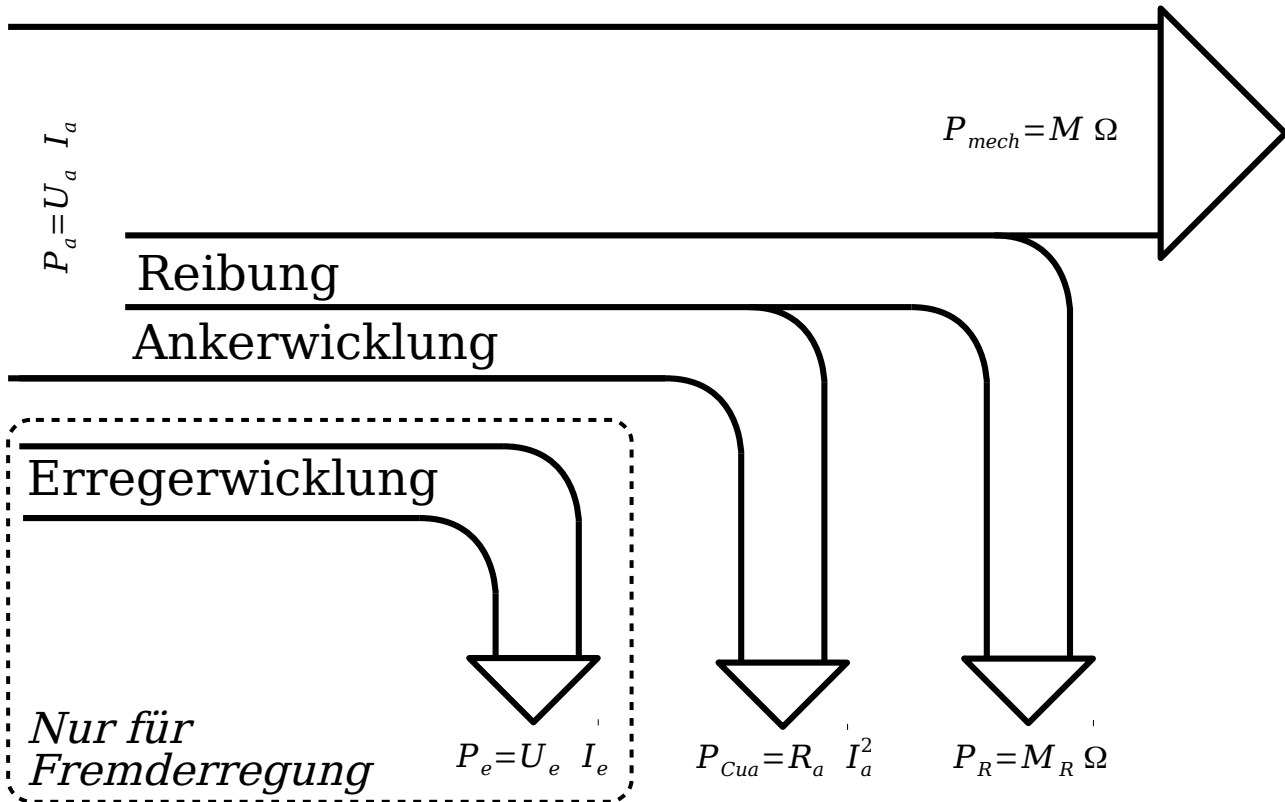 P_a=U_a I_a
P_mech=M Ω
Reibung
Ankerwicklung
Erregerwicklung
Nur für
Fremderregung
P_e=U_e I_e
P_Cua=R_a I_a^2
P_R=M_R Ω